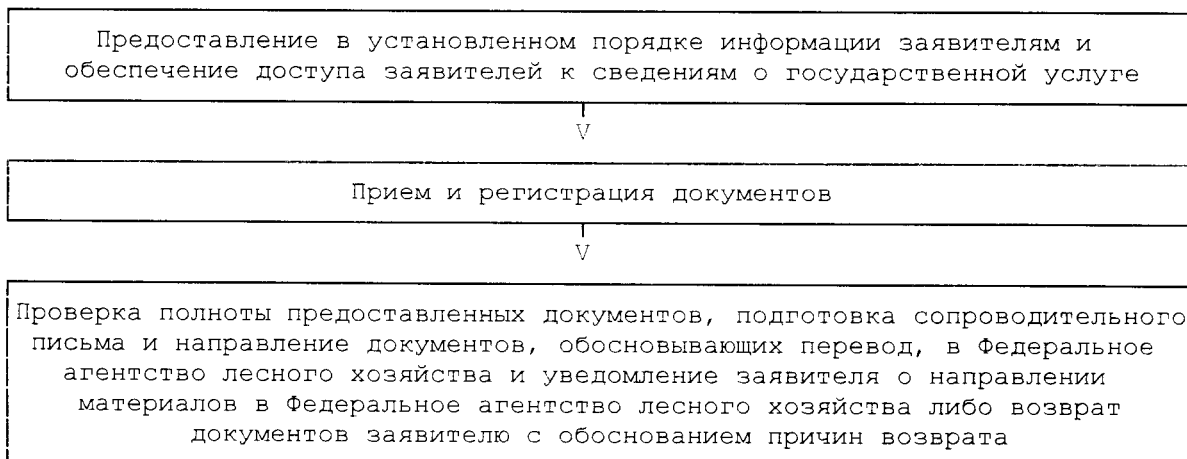 Предоставление в установленном порядке информации заявителям и
обеспечение доступа заявителей к сведениям о государственной услуге
V
Прием и регистрация документов
V
Проверка полноты предоставленных документов, подготовка сопроводительного
письма и направление документов, обосновывающих перевод, в Федеральное
агентство лесного хозяйства и уведомление заявителя о направлении
материалов в Федеральное агентство лесного хозяйства либо возврат
документов заявителю с обоснованием причин возврата